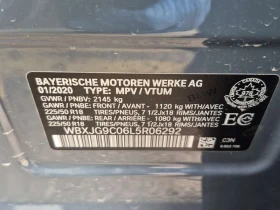 BAYERISCHE MOTOREN WERKE AG
01/2020 TYPE: MPV / VTUM
GVWR / PNBV: 2145 kg
GAWR / PNBE: FRONT / AVANT - 1120 kg WITH/AVEC
225/50 R18 TIRES/PNEUS, 7 1/2Jx18 RIMS/JANTES
GAWR / PNBE: REAR / ARRIÈRE - 1080 kg WITH/AVEC
225/50 R18 TIRES/PNEUS, 7 1/2Jx18 RIMS/JANTES
WBXJG9C06L5R06292
EC
C3N